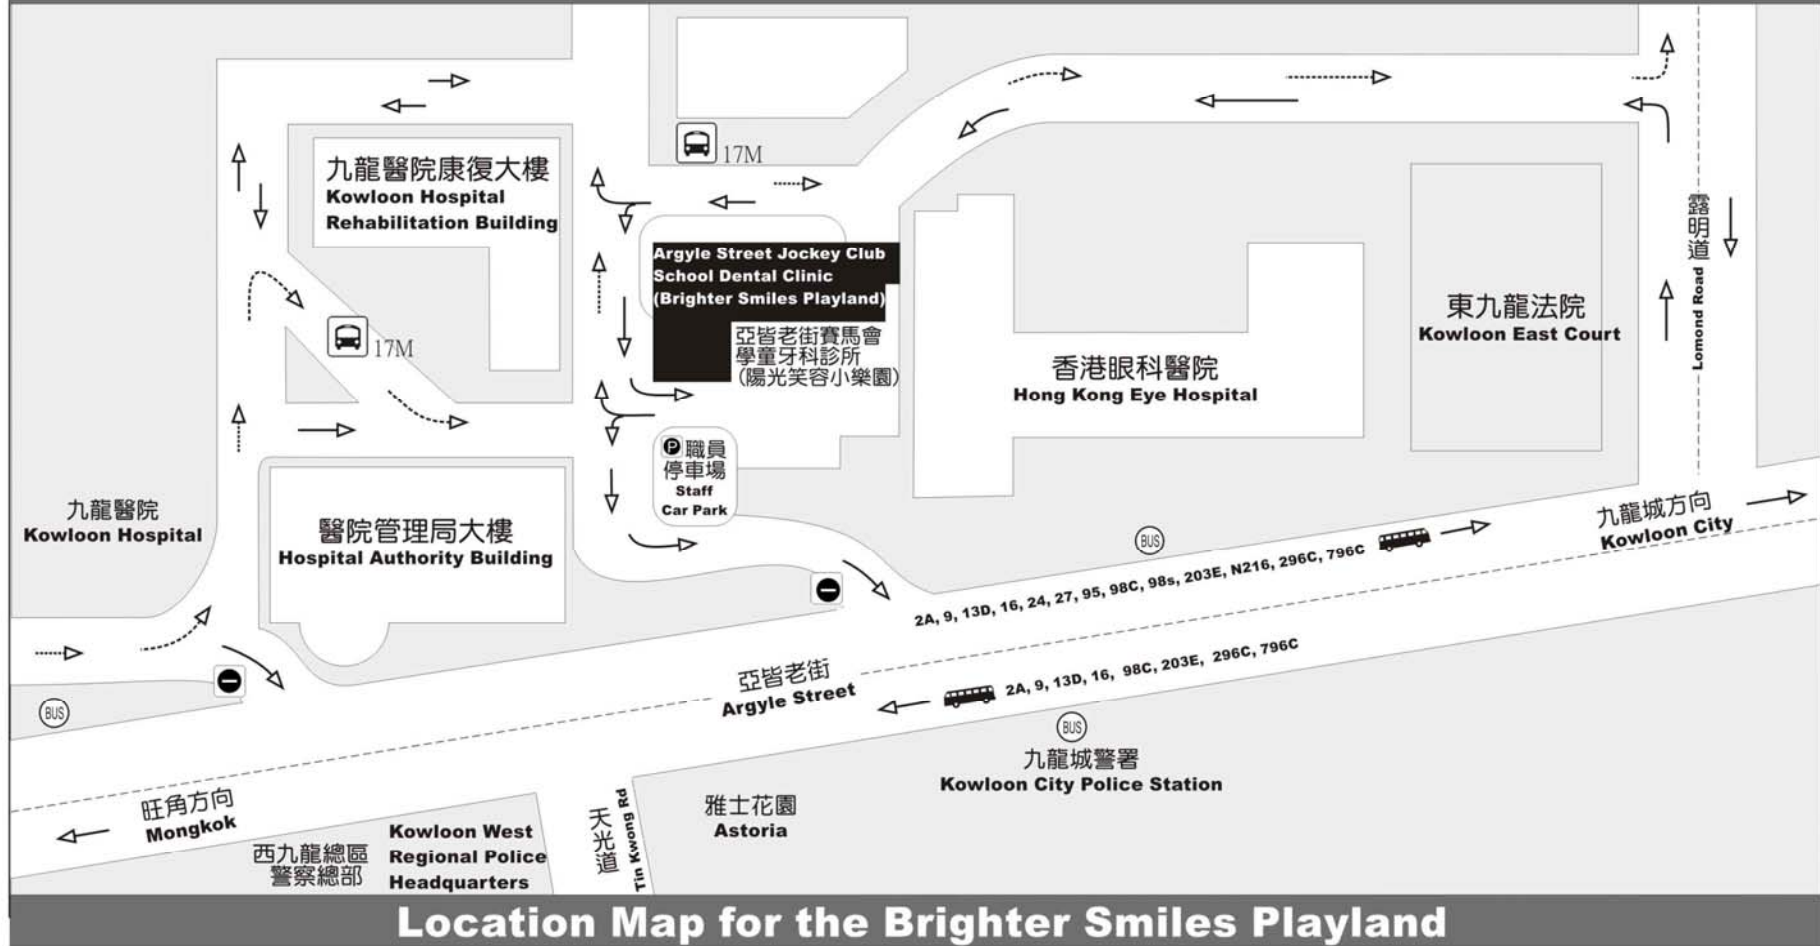 17M
九龍醫院康復大樓
Kowloon Hospital
Rehabilitation Building
露明道
Lomond Road
Argyle Street Jockey Club
School Dental Clinic
(Brighter Smiles Playland)
亞皆老街賽馬會
學童牙科診所
(陽光笑容小樂園)
17M
東九龍法院
Kowloon East Court
香港眼科醫院
Hong Kong Eye Hospital
P 職員
停車場
Staff
Car Park
九龍醫院
Kowloon Hospital
醫院管理局大樓
Hospital Authority Building
九龍城方向
Kowloon City
BUS
2A, 9, 13D, 16, 24, 27, 95, 98C, 98s, 203E, N216, 296C, 796C
亞皆老街
Argyle Street
2A, 9, 13D, 16, 98C, 203E, 296C, 796C
BUS
BUS
九龍城警署
Kowloon City Police Station
旺角方向
Mongkok
西九龍總區
警察總部
Kowloon West
Regional Police
Headquarters
天光道
Tin Kwong Rd
雅士花園
Astoria
Location Map for the Brighter Smiles Playland